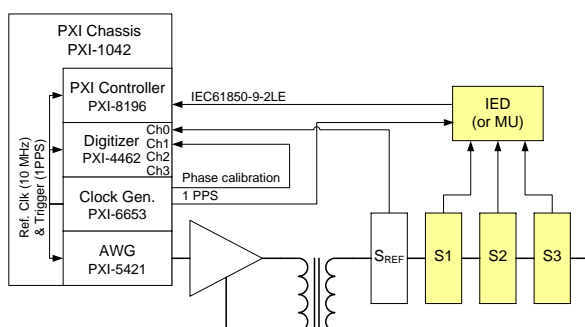 PXI Chassis
PXI-1042
PXI Controller
PXI-8196
IEC61850-9-2LE
IED
(or MU)
Ref. Clk (10 MHz)
& Trigger (1PPS)
Digitizer
PXI-4462
Ch0
Ch1
Ch2
Ch3
Phase calibration
Clock Gen.
PXI-6653
1 PPS
AWG
PXI-5421
SREF
S1
S2
S3